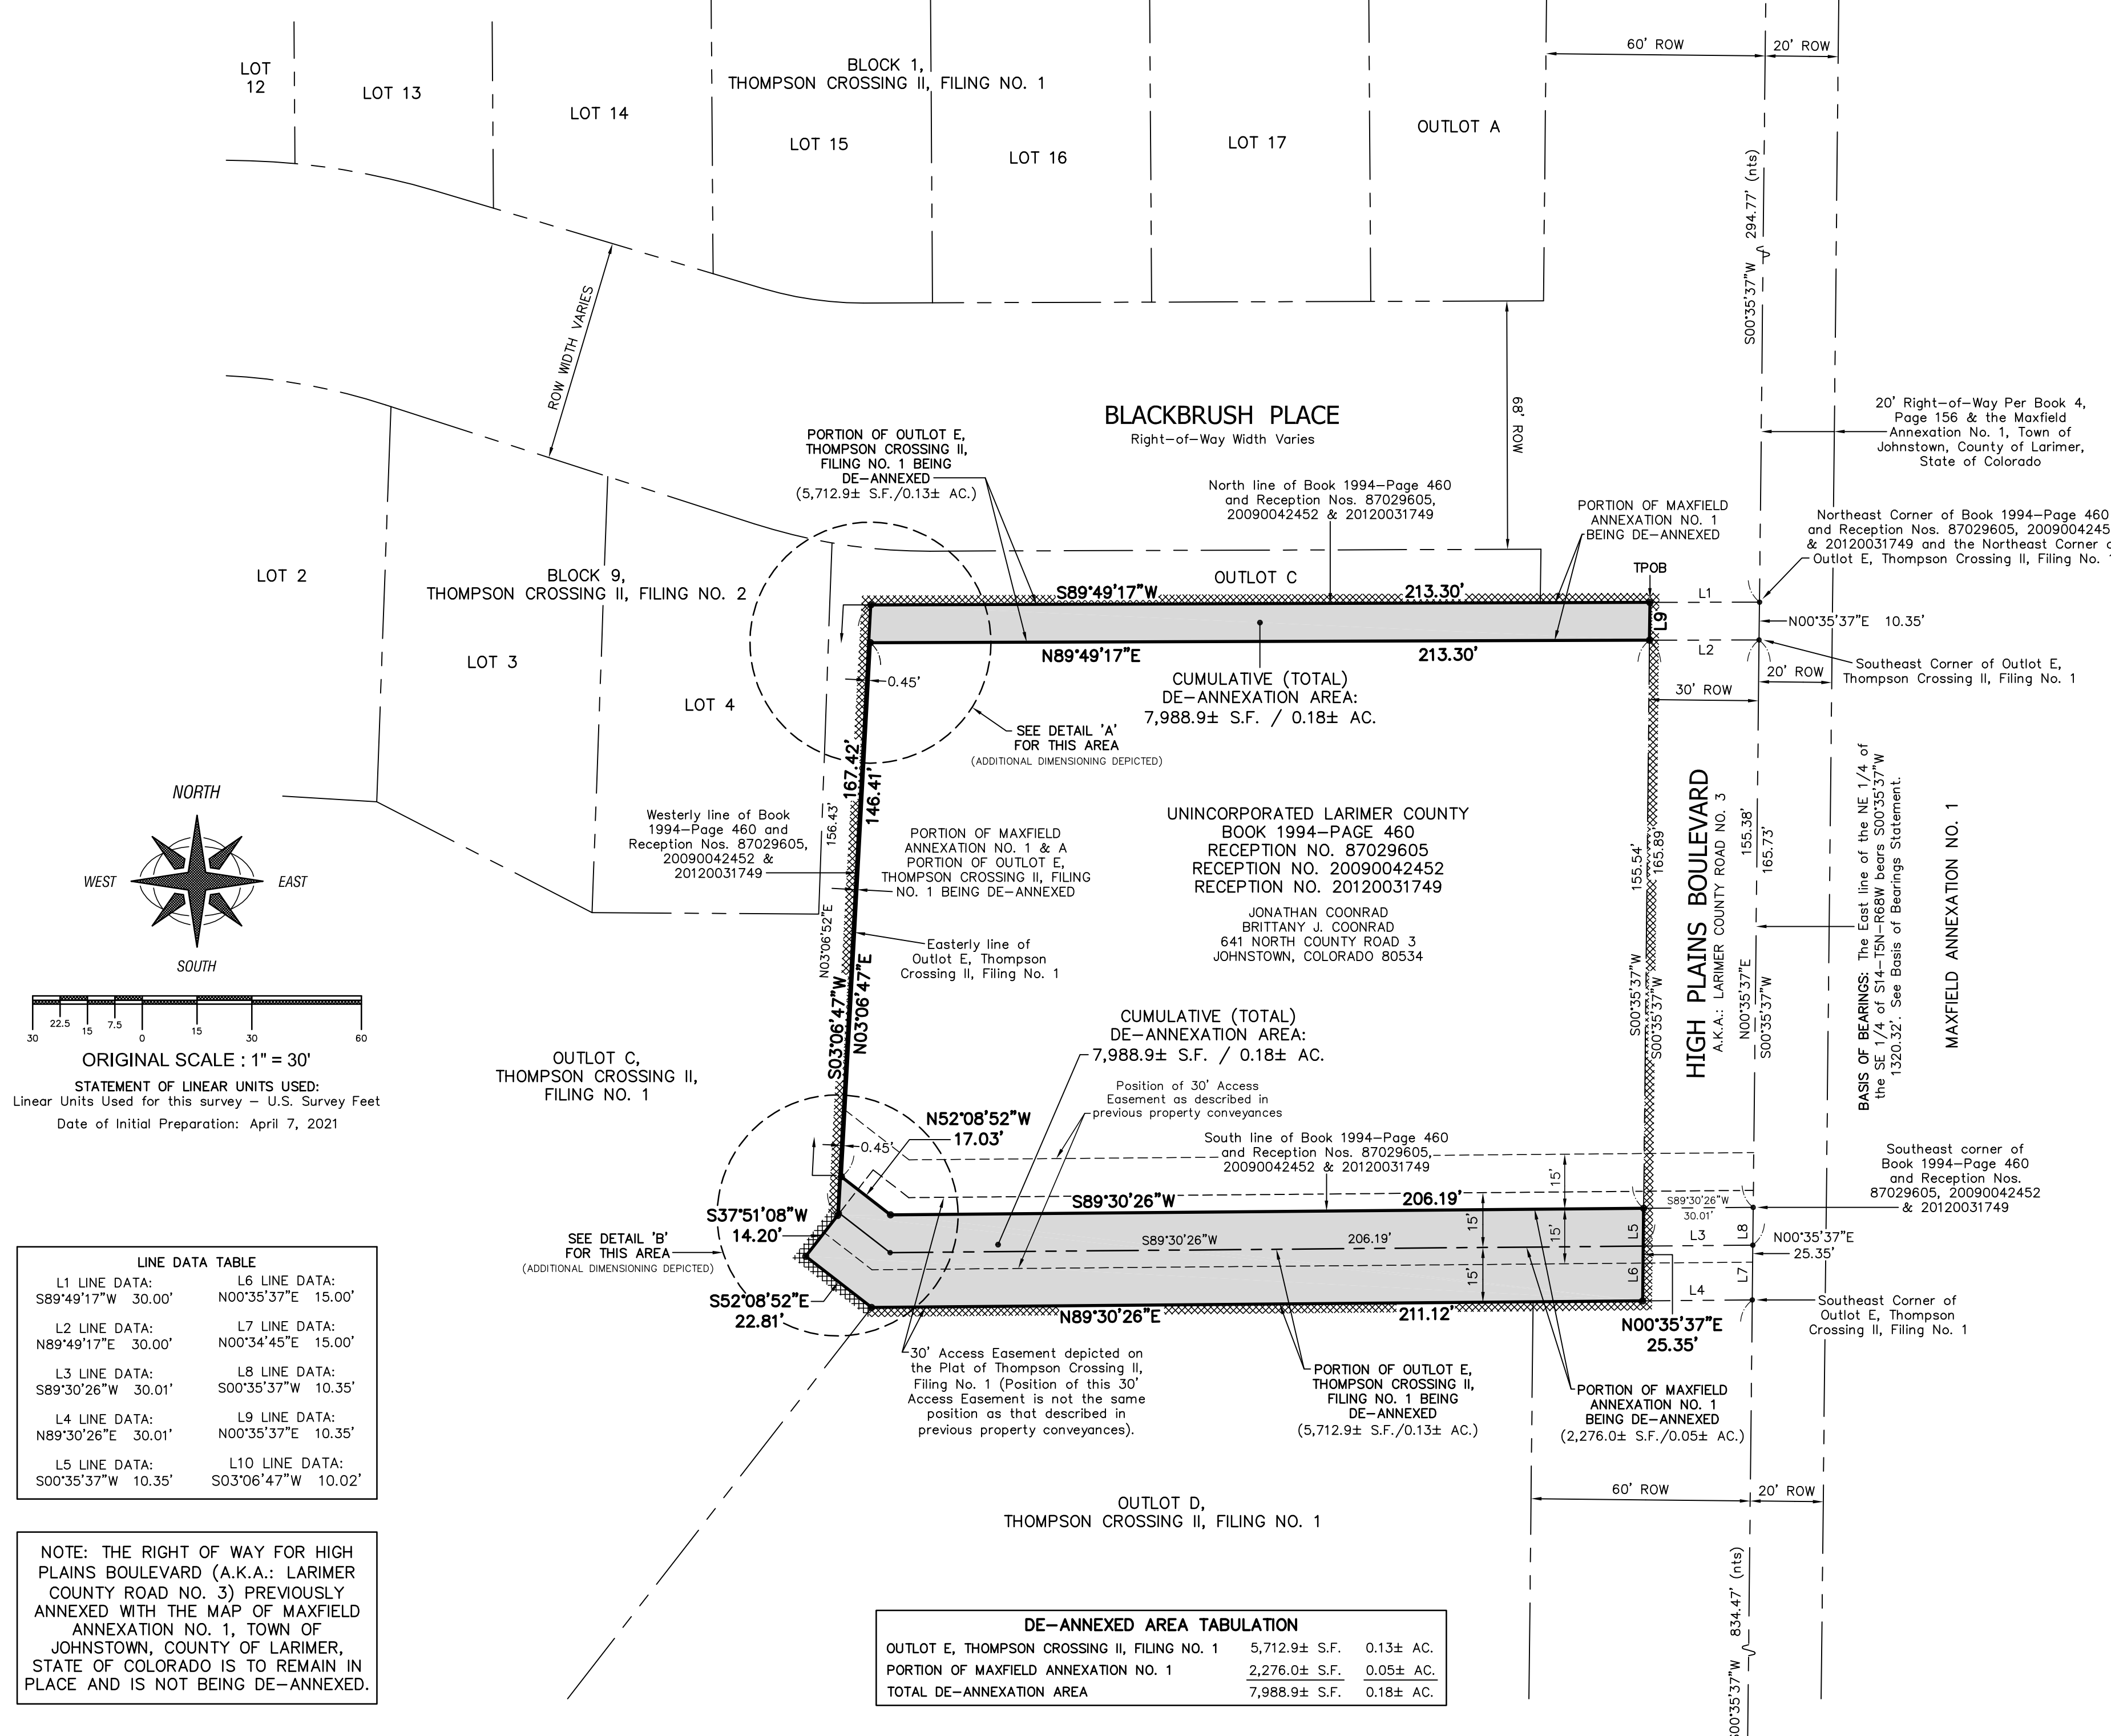 60' ROW
20' ROW
LOT
12
LOT 13
LOT 14
BLOCK 1,
THOMPSON CROSSING II, FILING NO. 1
LOT 15
LOT 16
LOT 17
OUTLOT A
S00°35'37"W 294.77' (nts)
ROW WIDTH VARIES
BLACKBRUSH PLACE
Right-of-Way Width Varies
68' ROW
20' Right-of-Way Per Book 4,
Page 156 & the Maxfield
Annexation No. 1, Town of
Johnstown, County of Larimer,
State of Colorado
PORTION OF OUTLOT E,
THOMPSON CROSSING II,
FILING NO. 1 BEING
DE-ANNEXED
(5,712.9± S.F./0.13± AC.)
North line of Book 1994-Page 460
and Reception Nos. 87029605,
20090042452 & 20120031749
PORTION OF MAXFIELD
ANNEXATION NO. 1
BEING DE-ANNEXED
Northeast Corner of Book 1994-Page 460
and Reception Nos. 87029605, 2009004245
& 20120031749 and the Northeast Corner
Outlot E, Thompson Crossing II, Filing No.
LOT 2
BLOCK 9,
THOMPSON CROSSING II, FILING NO. 2
LOT 3
LOT 4
OUTLOT C
TPOB
S89°49'17"W 213.30'
L1
L9
N00°35'37"E 10.35'
N89°49'17"E 213.30'
L2
Southeast Corner of Outlot E,
Thompson Crossing II, Filing No. 1
20' ROW
30' ROW
0.45'
CUMULATIVE (TOTAL)
DE-ANNEXATION AREA:
7,988.9± S.F. / 0.18± AC.
SEE DETAIL 'A'
FOR THIS AREA
(ADDITIONAL DIMENSIONING DEPICTED)
167.42'
146.41'
156.43'
N03°06'52"E
S03°06'47"W
N03°06'47"E
Westerly line of Book
1994-Page 460 and
Reception Nos. 87029605,
20090042452 &
20120031749
PORTION OF MAXFIELD
ANNEXATION NO. 1 & A
PORTION OF OUTLOT E,
THOMPSON CROSSING II, FILING
NO. 1 BEING DE-ANNEXED
Easterly line of
Outlot E, Thompson
Crossing II, Filing No. 1
UNINCORPORATED LARIMER COUNTY
BOOK 1994-PAGE 460
RECEPTION NO. 87029605
RECEPTION NO. 20090042452
RECEPTION NO. 20120031749
JONATHAN COONRAD
BRITTANY J. COONRAD
641 NORTH COUNTY ROAD 3
JOHNSTOWN, COLORADO 80534
155.54'
165.89'
S00°35'37"W
S00°35'37"W
HIGH PLAINS BOULEVARD
A.K.A.: LARIMER COUNTY ROAD NO. 3
155.38'
165.73'
N00°35'37"E
S00°35'37"W
BASIS OF BEARINGS: The East line of the NE 1/4 of
the SE 1/4 of S14-T5N-R68W bears S00°35'37"W
1320.32'. See Basis of Bearings Statement.
MAXFIELD ANNEXATION NO. 1
NORTH
WEST
EAST
SOUTH
30 22.5 15 7.5 0 15 30 60
ORIGINAL SCALE : 1" = 30'
STATEMENT OF LINEAR UNITS USED:
Linear Units Used for this survey - U.S. Survey Feet
Date of Initial Preparation: April 7, 2021
OUTLOT C,
THOMPSON CROSSING II,
FILING NO. 1
CUMULATIVE (TOTAL)
DE-ANNEXATION AREA:
7,988.9± S.F. / 0.18± AC.
Position of 30' Access
Easement as described in
previous property conveyances
N52°08'52"W
17.03'
0.45'
South line of Book 1994-Page 460
and Reception Nos. 87029605,
20090042452 & 20120031749
15'
Southeast corner of
Book 1994-Page 460
and Reception Nos.
87029605, 20090042452
& 20120031749
S89°30'26"W 206.19'
S89°30'26"W
30.01'
S37°51'08"W
14.20'
SEE DETAIL 'B'
FOR THIS AREA
(ADDITIONAL DIMENSIONING DEPICTED)
S89°30'26"W 206.19'
15'
15'
15'
L5
L6
L3
L8
L7
L4
N00°35'37"E
25.35'
S52°08'52"E
22.81'
N89°30'26"E 211.12'
N00°35'37"E
25.35'
Southeast Corner of
Outlot E, Thompson
Crossing II, Filing No. 1
30' Access Easement depicted on
the Plat of Thompson Crossing II,
Filing No. 1 (Position of this 30'
Access Easement is not the same
position as that described in
previous property conveyances).
PORTION OF OUTLOT E,
THOMPSON CROSSING II,
FILING NO. 1 BEING
DE-ANNEXED
(5,712.9± S.F./0.13± AC.)
PORTION OF MAXFIELD
ANNEXATION NO. 1
BEING DE-ANNEXED
(2,276.0± S.F./0.05± AC.)
LINE DATA TABLE
L1 LINE DATA: L6 LINE DATA:
S89°49'17"W 30.00' N00°35'37"E 15.00'
L2 LINE DATA: L7 LINE DATA:
N89°49'17"E 30.00' N00°34'45"E 15.00'
L3 LINE DATA: L8 LINE DATA:
S89°30'26"W 30.01' S00°35'37"W 10.35'
L4 LINE DATA: L9 LINE DATA:
N89°30'26"E 30.01' N00°35'37"E 10.35'
L5 LINE DATA: L10 LINE DATA:
S00°35'37"W 10.35' S03°06'47"W 10.02'
60' ROW
20' ROW
OUTLOT D,
THOMPSON CROSSING II, FILING NO. 1
00°35'37"W 834.47' (nts)
NOTE: THE RIGHT OF WAY FOR HIGH
PLAINS BOULEVARD (A.K.A.: LARIMER
COUNTY ROAD NO. 3) PREVIOUSLY
ANNEXED WITH THE MAP OF MAXFIELD
ANNEXATION NO. 1, TOWN OF
JOHNSTOWN, COUNTY OF LARIMER,
STATE OF COLORADO IS TO REMAIN IN
PLACE AND IS NOT BEING DE-ANNEXED.
DE-ANNEXED AREA TABULATION
OUTLOT E, THOMPSON CROSSING II, FILING NO. 1 5,712.9± S.F. 0.13± AC.
PORTION OF MAXFIELD ANNEXATION NO. 1 2,276.0± S.F. 0.05± AC.
TOTAL DE-ANNEXATION AREA 7,988.9± S.F. 0.18± AC.